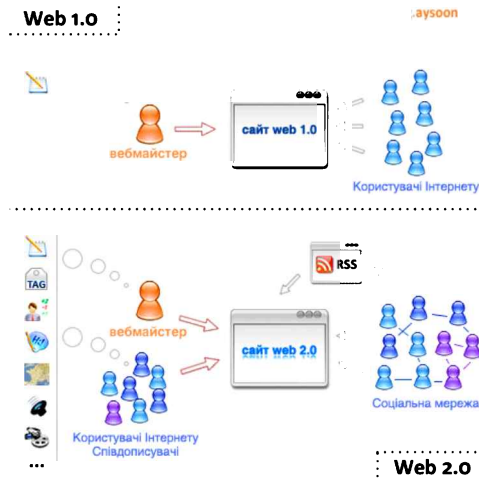 Web 1.0
aysoon
сайт web 1.0
вебмайстер
Користувачі Інтернету
RSS
TAG
вебмайстер
сайт web 2.0
Соціальна мережа
Користувачі Інтернету
Співдописувачі
...
Web 2.0